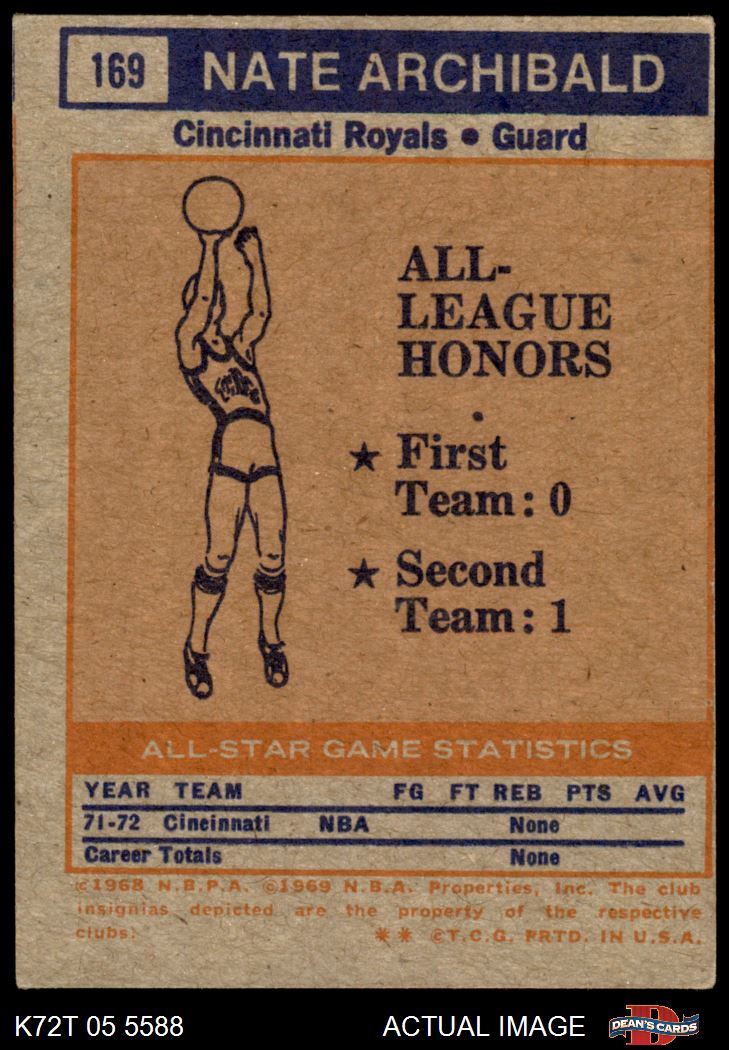 169 NATE ARCHIBALD
Cincinnati Royals • Guard
ALL-
LEAGUE
HONORS
★ First
Team: 0
★ Second
Team: 1
ALL-STAR GAME STATISTICS
YEAR TEAM FG FT REB PTS AVG
71-72 Cincinnati NBA None
Career Totals None
©1968 N.B.P.A. ©1969 N.B.A. Properties, Inc. The club
insignias depicted are the property of the respective
clubs. ** ©T.C.G. PRTD. IN U.S.A.
K72T 05 5588 ACTUAL IMAGE DEAN'S CARDS